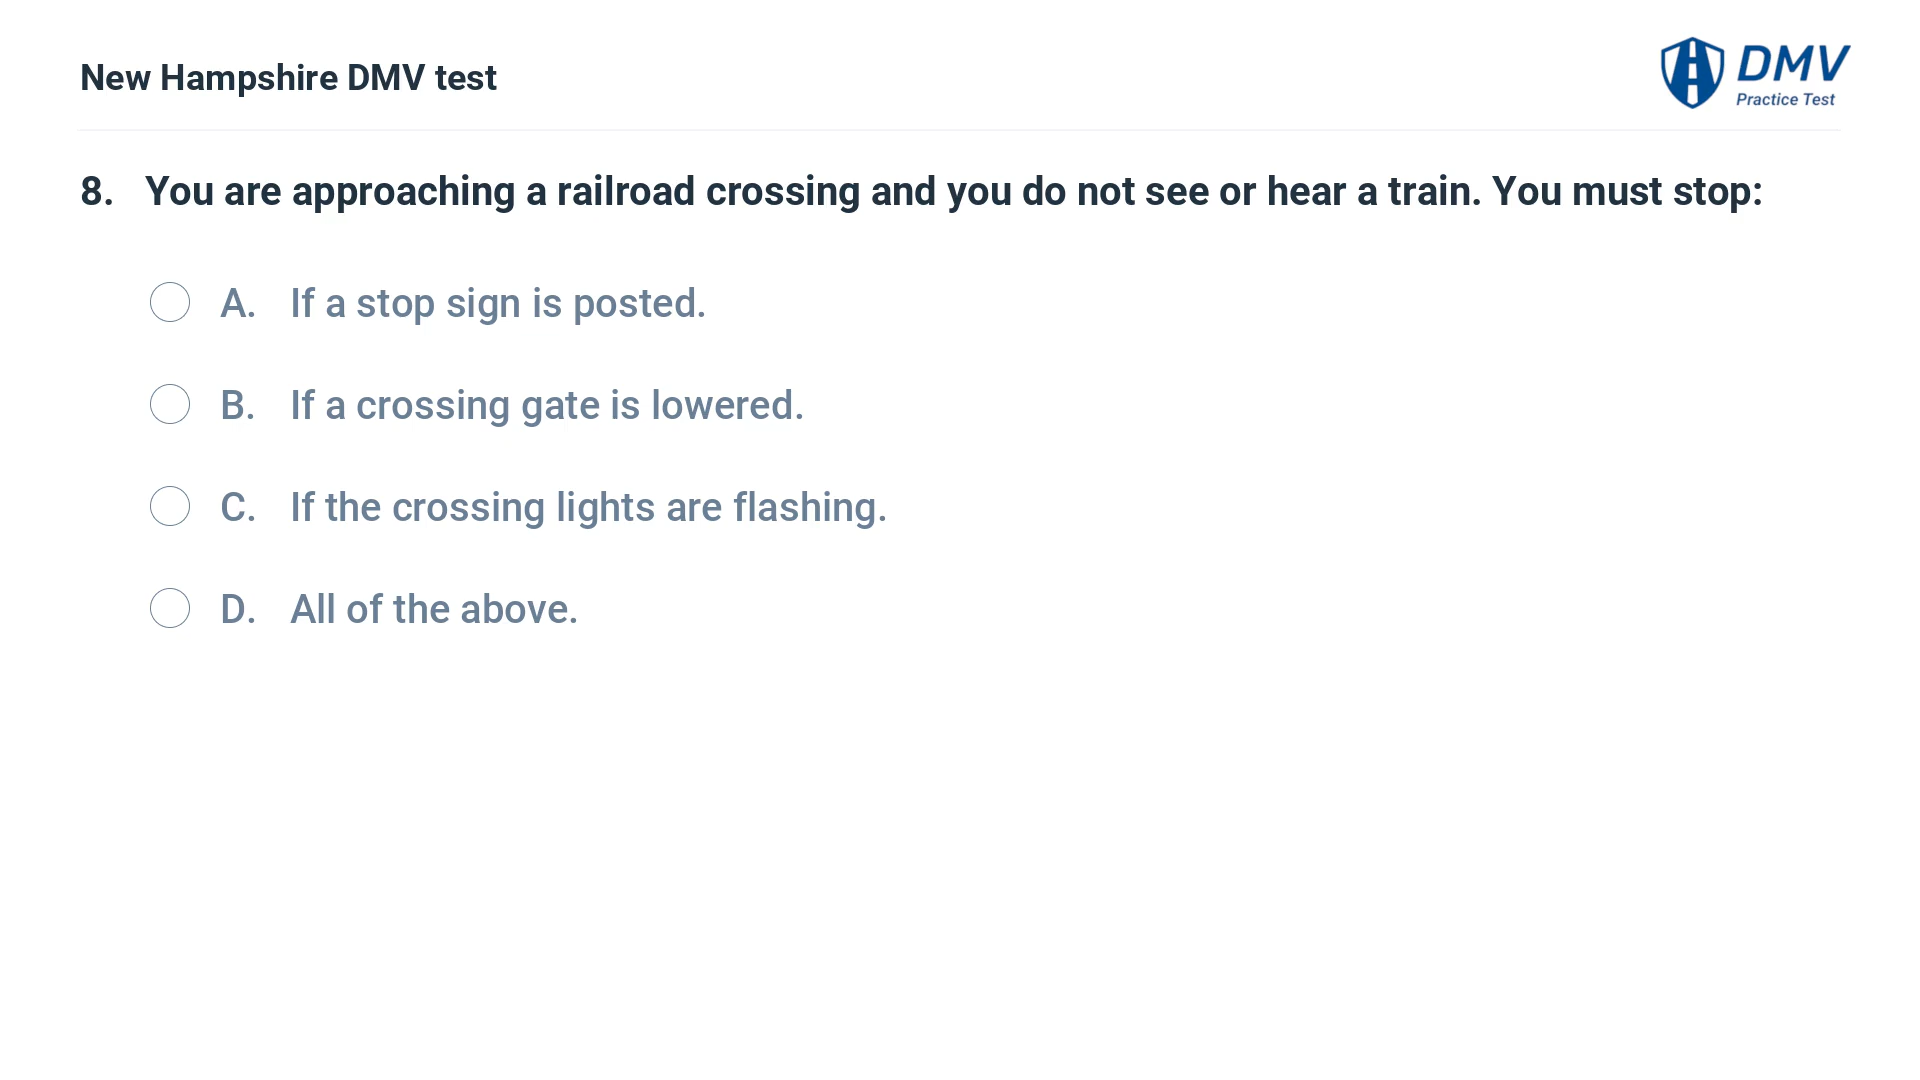 New Hampshire DMV test
DMV
Practice Test
8. You are approaching a railroad crossing and you do not see or hear a train. You must stop:
A. If a stop sign is posted.
B. If a crossing gate is lowered.
C. If the crossing lights are flashing.
D. All of the above.